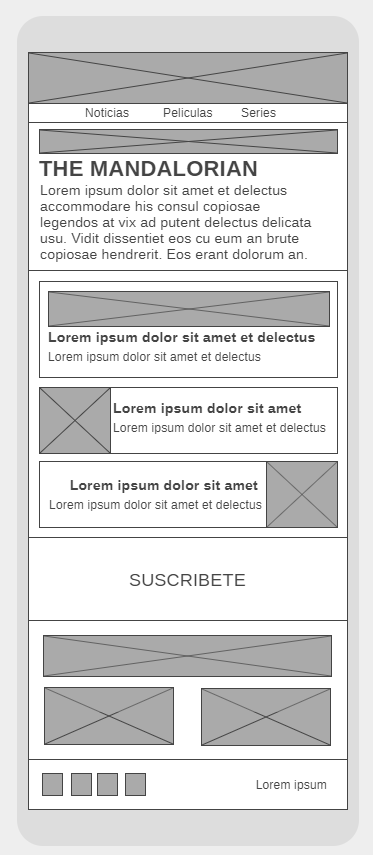 Noticias Peliculas Series
THE MANDALORIAN
Lorem ipsum dolor sit amet et delectus
accommodare his consul copiosae
legendos at vix ad putent delectus delicata
usu. Vidit dissentiet eos cu eum an brute
copiosae hendrerit. Eos erant dolorum an.
Lorem ipsum dolor sit amet et delectus
Lorem ipsum dolor sit amet et delectus
Lorem ipsum dolor sit amet
Lorem ipsum dolor sit amet et delectus
Lorem ipsum dolor sit amet
Lorem ipsum dolor sit amet et delectus
SUSCRIBETE
Lorem ipsum